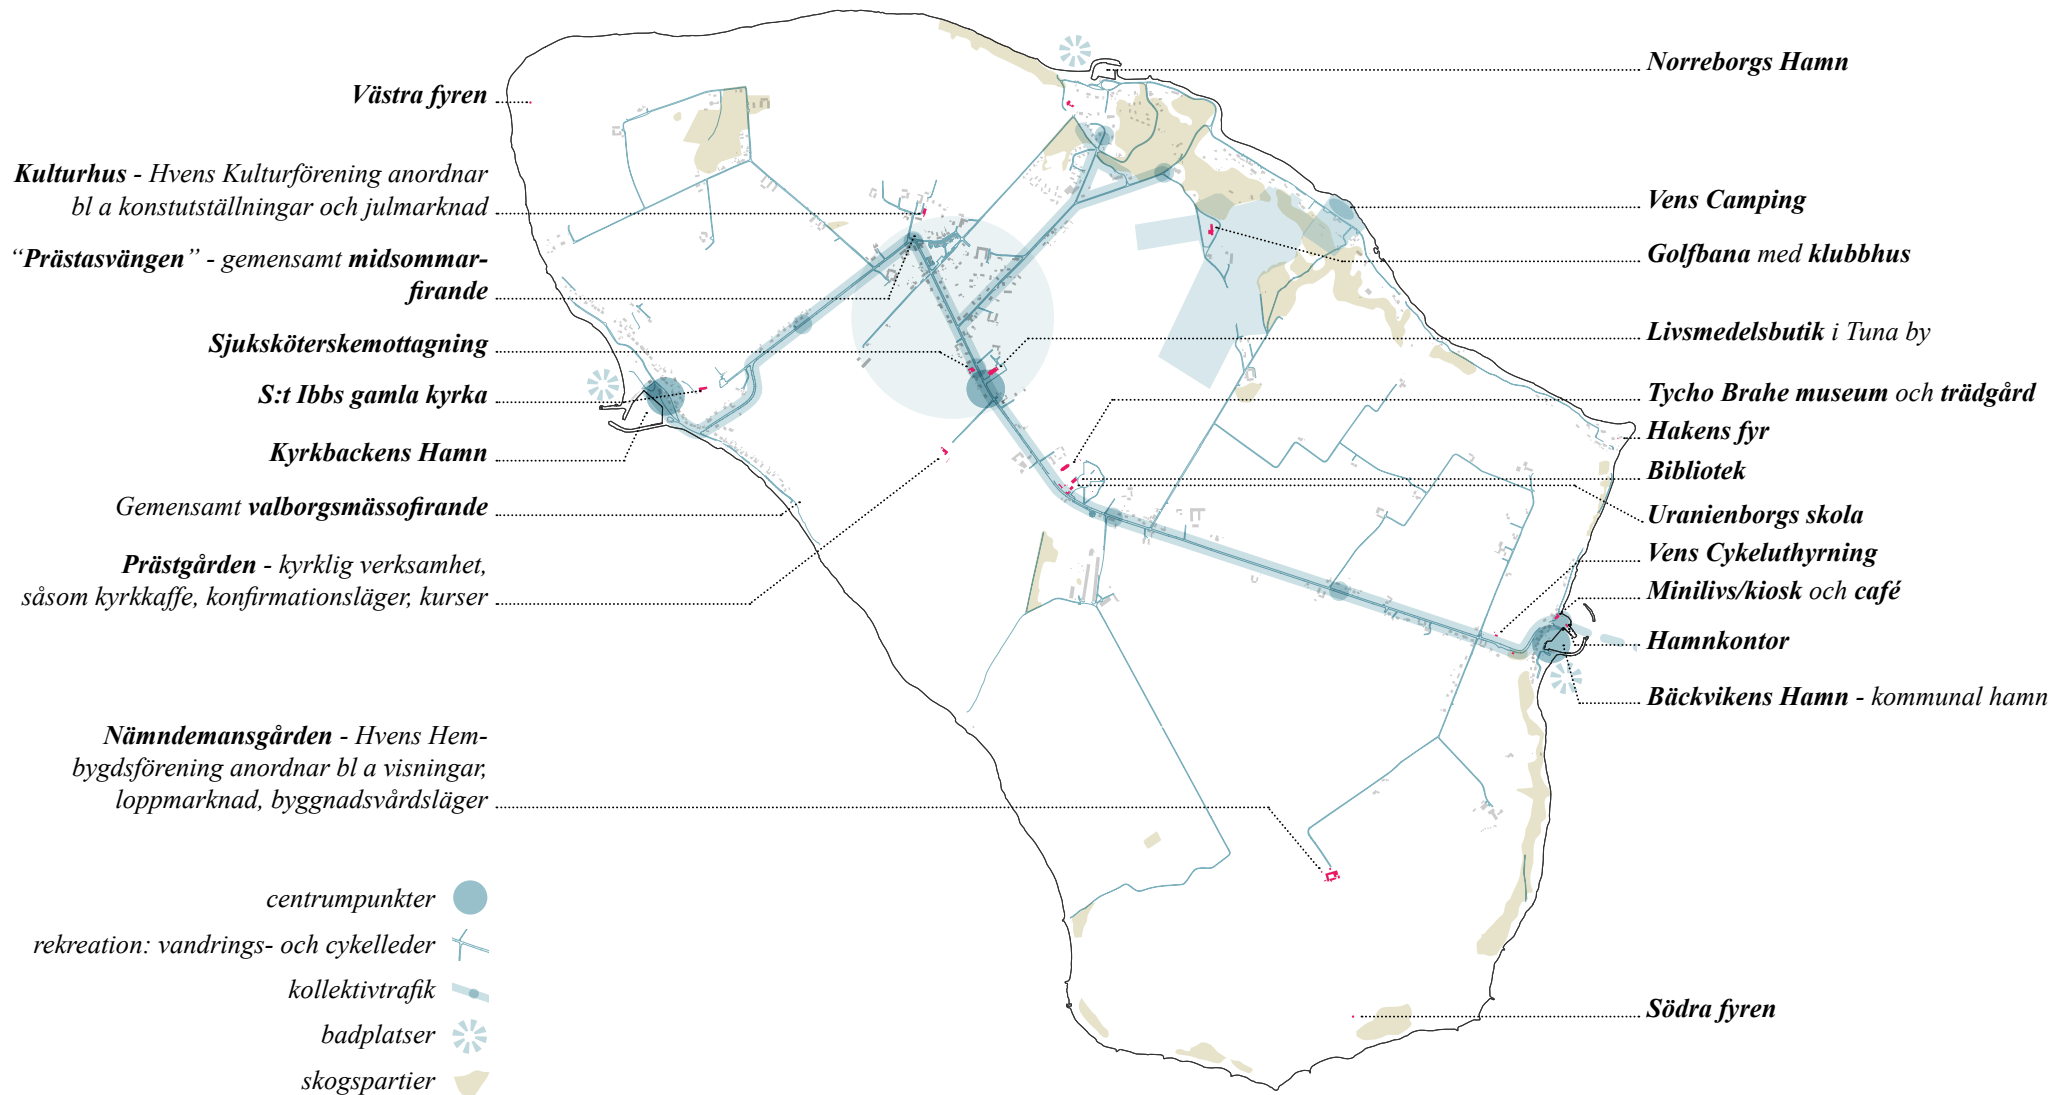 Västra fyren
Kulturhus - Hvens Kulturförening anordnar
bl a konstutställningar och julmarknad
“Prästasvängen” - gemensamt midsommar-
firande
Sjuksköterskemottagning
S:t Ibbs gamla kyrka
Kyrkbackens Hamn
Gemensamt valborgsmässofirande
Prästgården - kyrklig verksamhet,
såsom kyrkkaffe, konfirmationsläger, kurser
Nämndemansgården - Hvens Hem-
bygdsförening anordnar bl a visningar,
loppmarknad, byggnadsvårdsläger
centrumpunkter
rekreation: vandrings- och cykelleder
kollektivtrafik
badplatser
skogspartier
Norreborgs Hamn
Vens Camping
Golfbana med klubbhus
Livsmedelsbutik i Tuna by
Tycho Brahe museum och trädgård
Hakens fyr
Bibliotek
Uranienborgs skola
Vens Cykeluthyrning
Minilivs/kiosk och café
Hamnkontor
Bäckvikens Hamn - kommunal hamn
Södra fyren